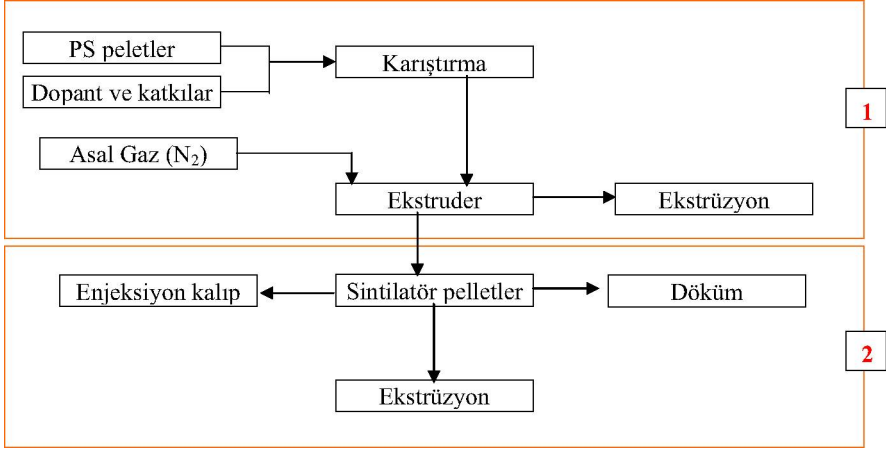 PS peletler
Karıştırma
Dopant ve katkılar
1
Asal Gaz (N₂)
Ekstruder
Ekstrüzyon
Enjeksiyon kalıp
Sintilatör pelletler
Döküm
2
Ekstrüzyon